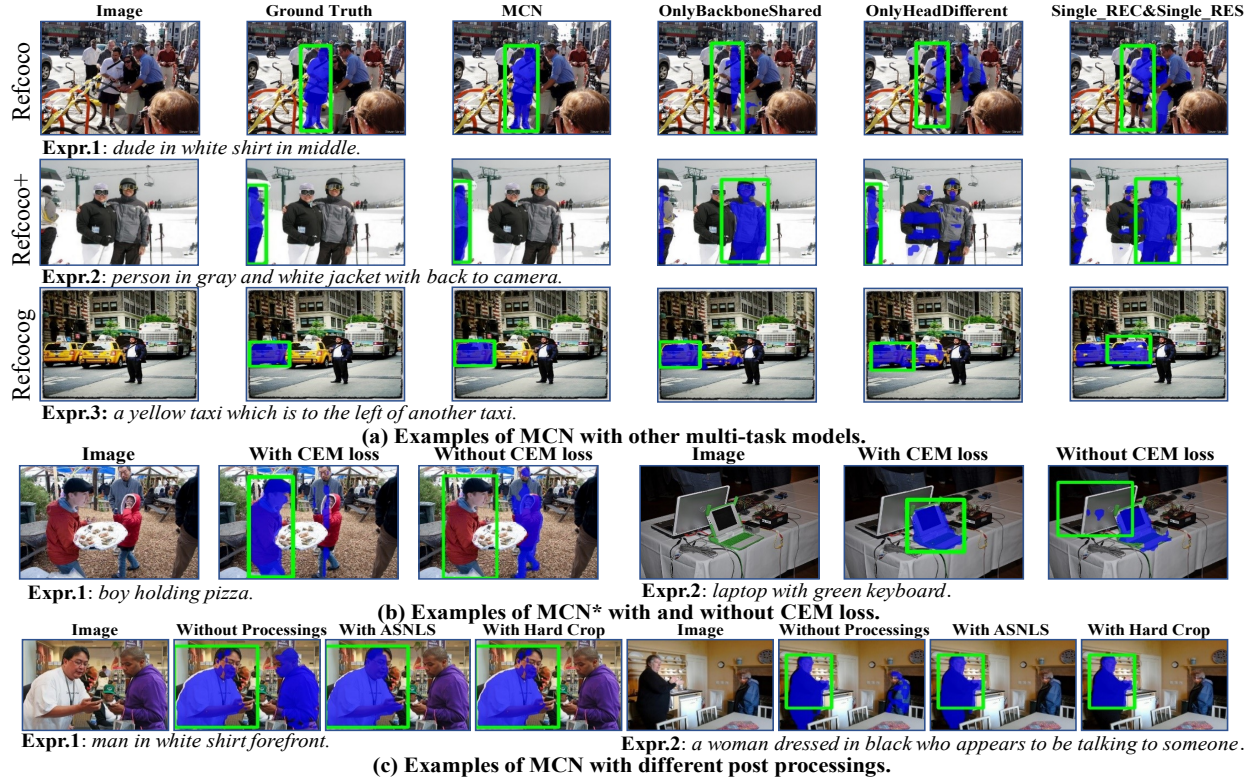 Image Ground Truth MCN OnlyBackboneShared OnlyHeadDifferent Single_REC&Single_RES
Refcoco
Expr.1: dude in white shirt in middle.
Refcoco+
Expr.2: person in gray and white jacket with back to camera.
Refcocog
Expr.3: a yellow taxi which is to the left of another taxi.
(a) Examples of MCN with other multi-task models.
Image With CEM loss Without CEM loss Image With CEM loss Without CEM loss
Expr.1: boy holding pizza. Expr.2: laptop with green keyboard.
(b) Examples of MCN* with and without CEM loss.
Image Without Processings With ASNLS With Hard Crop Image Without Processings With ASNLS With Hard Crop
Expr.1: man in white shirt forefront. Expr.2: a woman dressed in black who appears to be talking to someone.
(c) Examples of MCN with different post processings.